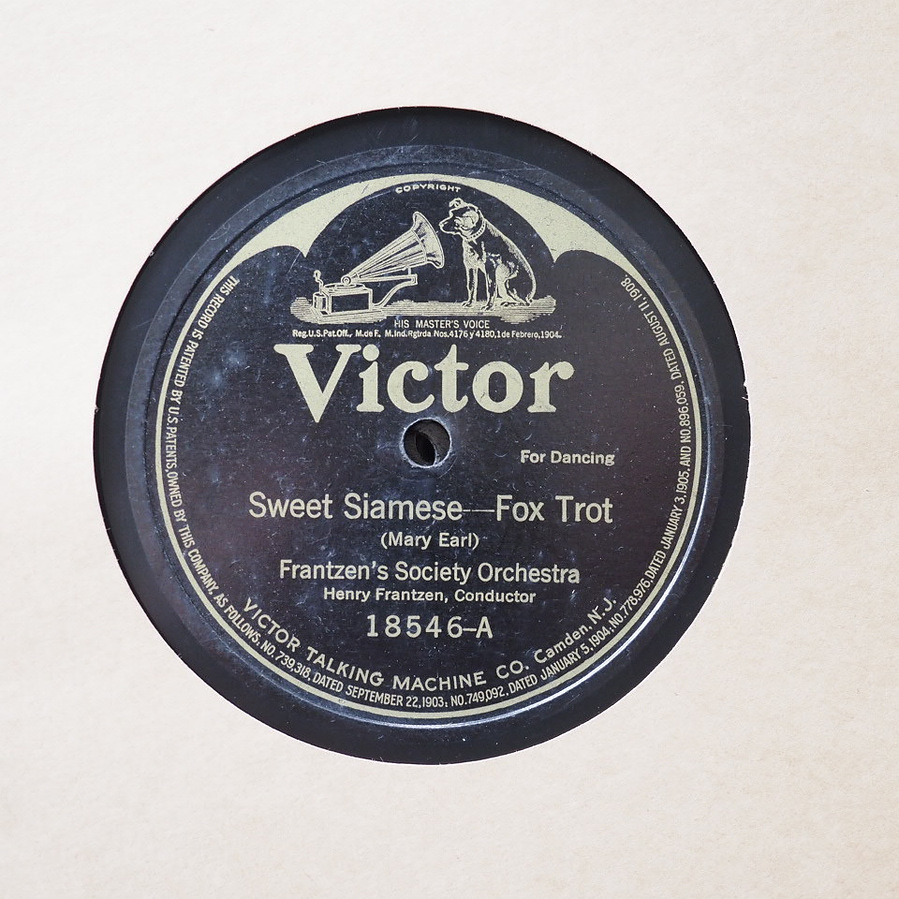 COPYRIGHT
HIS MASTER'S VOICE
Reg.U.S.Pat.Off., M.de F., M.Ind.Rgtrda Nos.4176 y 4180,1 de Febrero,1904.
Victor
For Dancing
Sweet Siamese—Fox Trot
(Mary Earl)
Frantzen's Society Orchestra
Henry Frantzen, Conductor
18546-A
VICTOR TALKING MACHINE CO. Camden, N.J.
THIS RECORD IS PATENTED BY U.S. PATENTS, OWNED BY THIS COMPANY, AS FOLLOWS, NO. 739,318, DATED SEPTEMBER 22, 1903; NO. 749,092, DATED JANUARY 5, 1904, NO. 778,976, DATED JANUARY 3, 1905, AND NO. 896,059, DATED AUGUST 11, 1908.